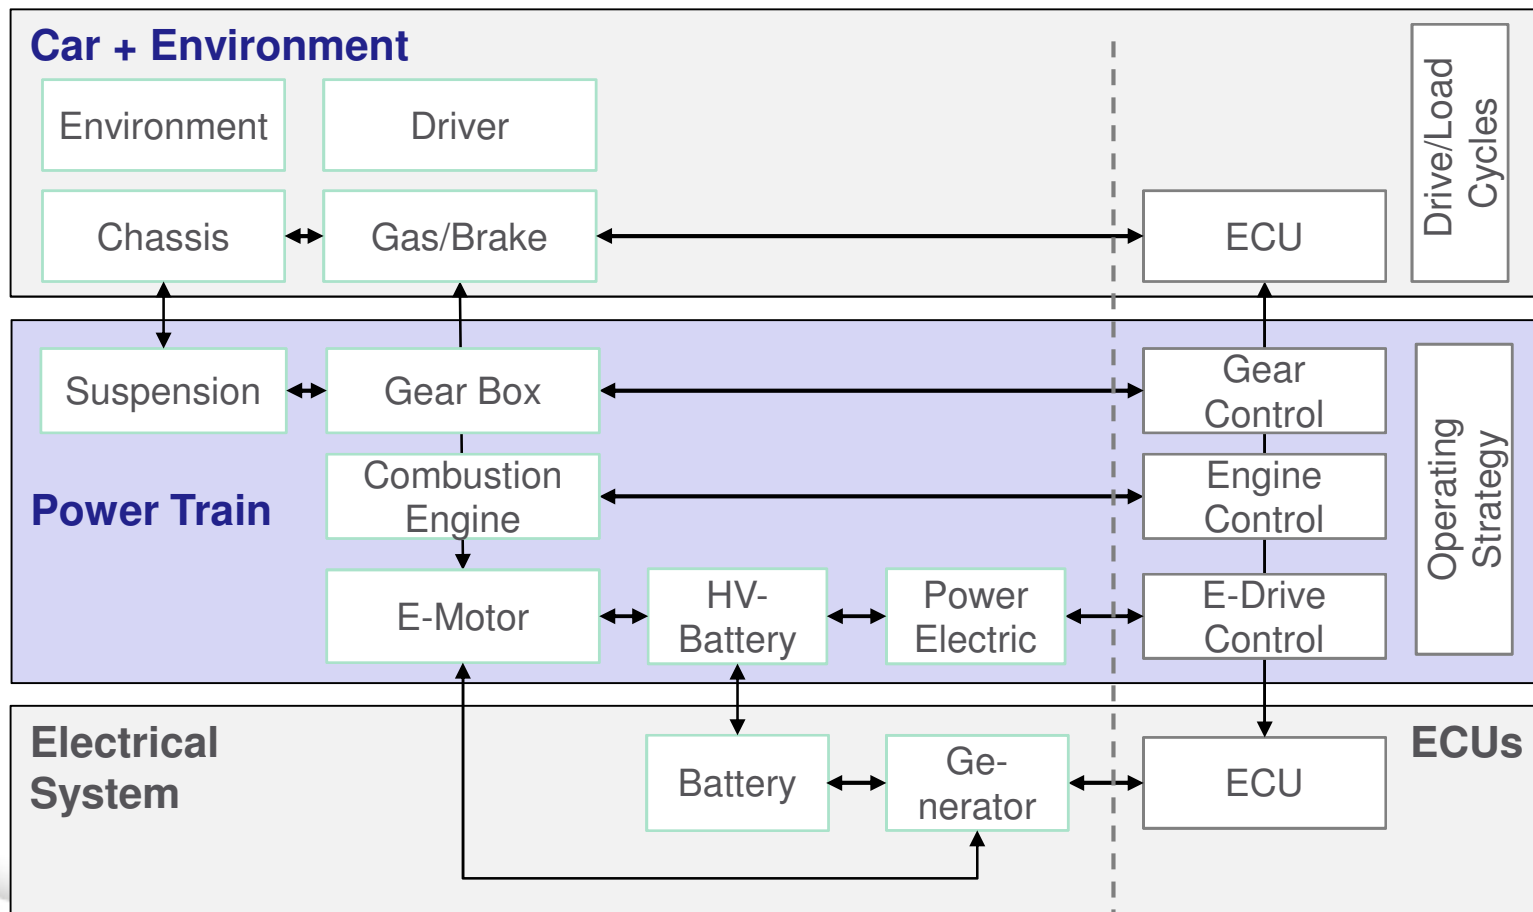 Car + Environment
Environment
Driver
Drive/Load
Cycles
Chassis
Gas/Brake
ECU
Suspension
Gear Box
Gear
Control
Power Train
Combustion
Engine
Engine
Control
Operating
Strategy
E-Motor
HV-
Battery
Power
Electric
E-Drive
Control
Electrical
System
Battery
Ge-
nerator
ECU
ECUs